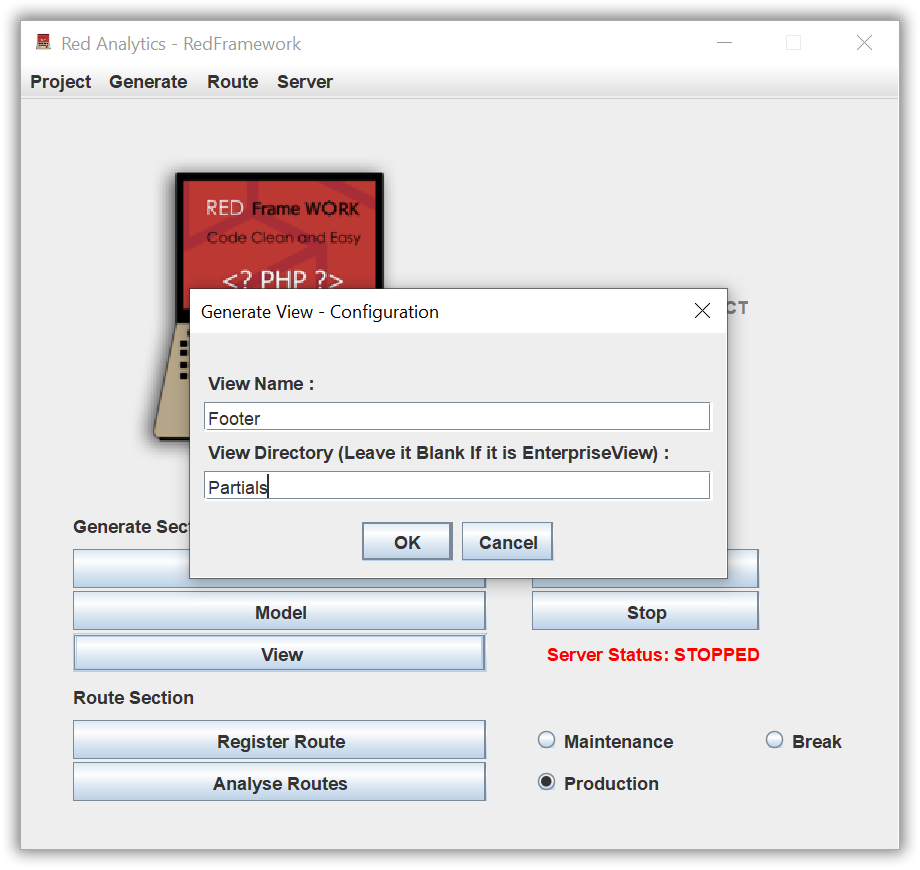 Red Analytics - RedFramework
Project Generate Route Server
RED Frame WORK
Code Clean and Easy
<? PHP ?>
CT
Generate View - Configuration
View Name :
Footer
View Directory (Leave it Blank If it is EnterpriseView) :
Partials
OK Cancel
Generate Sec
Model
Stop
View
Server Status: STOPPED
Route Section
Register Route
Maintenance
Break
Analyse Routes
Production